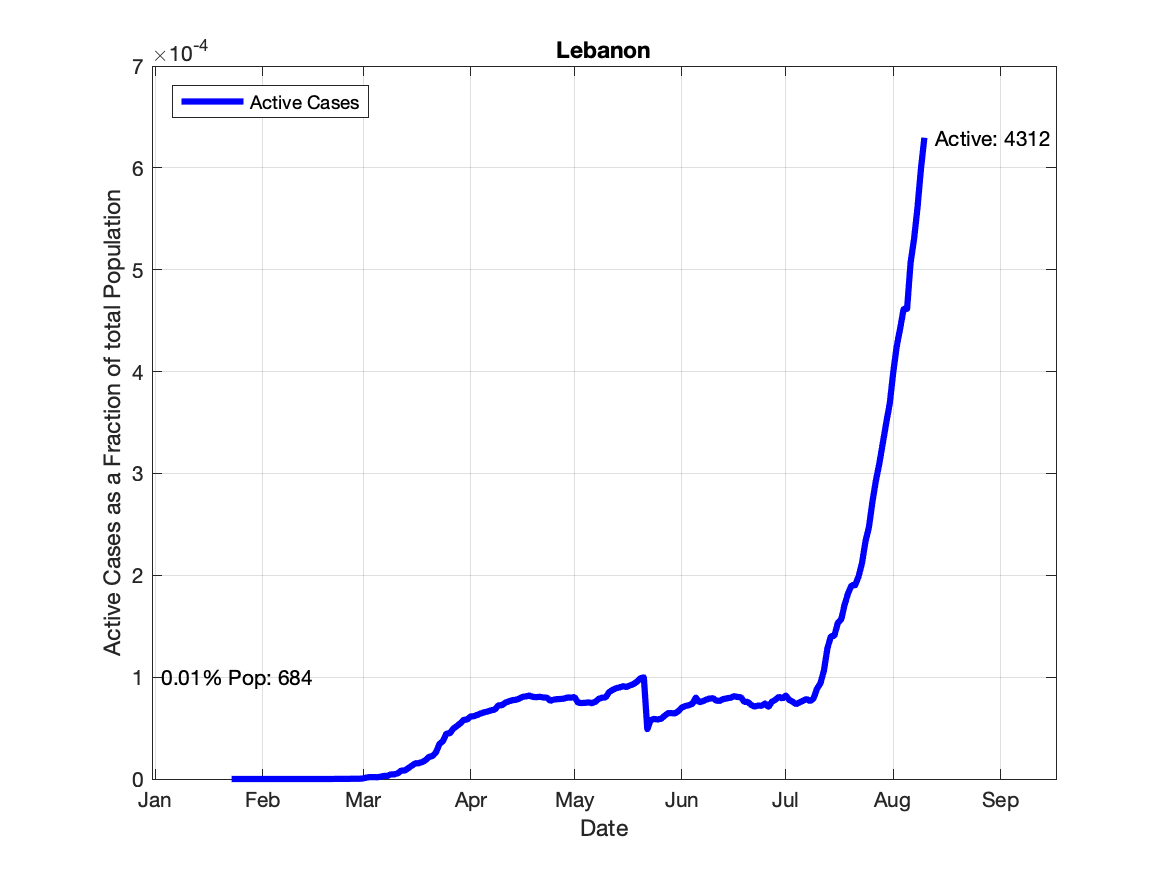 Lebanon
×10-4
Active Cases
7
6
5
4
3
2
1
0
Active: 4312
0.01% Pop: 684
Active Cases as a Fraction of total Population
Jan Feb Mar Apr May Jun Jul Aug Sep
Date